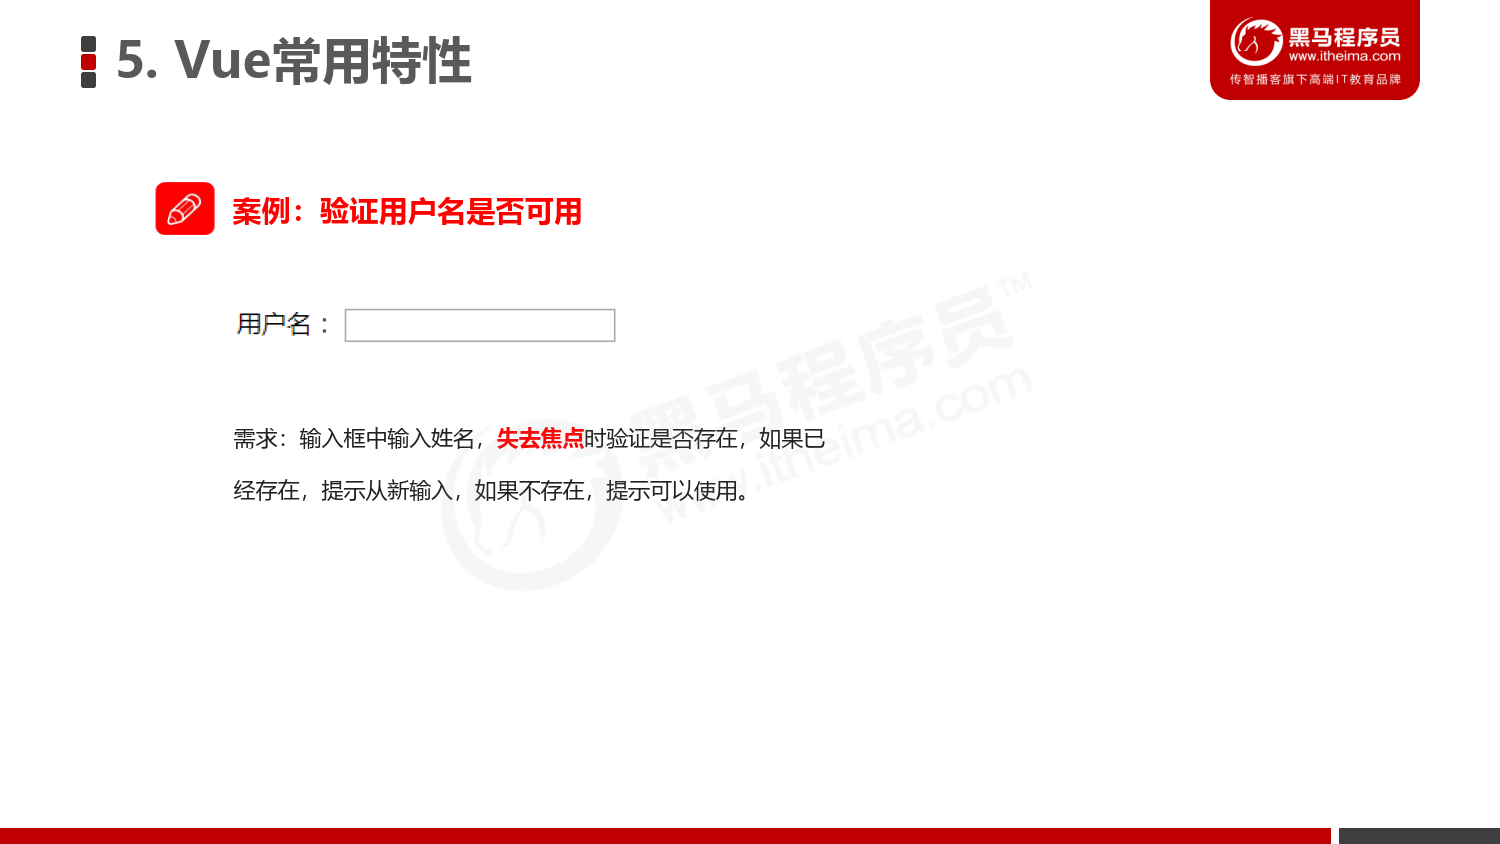 5. Vue常用特性
黑马程序员
www.itheima.com
传智播客旗下高端IT教育品牌
案例：验证用户名是否可用
用户名：
需求：输入框中输入姓名，失去焦点时验证是否存在，如果已
经存在，提示从新输入，如果不存在，提示可以使用。
黑马程序员™
www.itheima.com